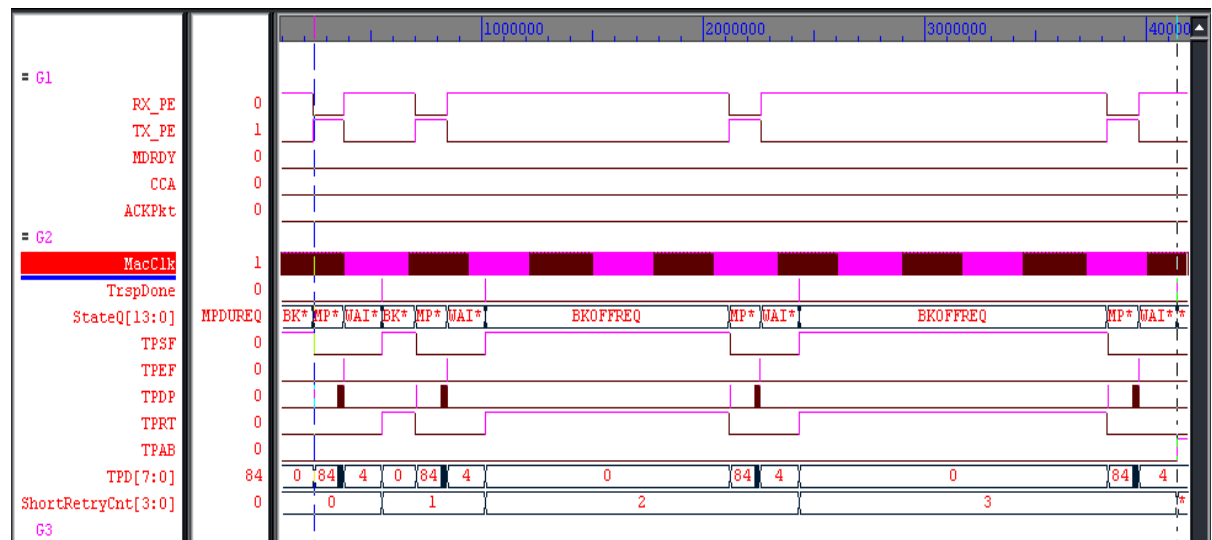 1000000 2000000 3000000 40000
= G1
RX_PE 0
TX_PE 1
MDRDY 0
CCA 0
ACKPkt 0
= G2
MacClk 1
TrspDone 0
StateQ[13:0] MPDUREQ BK* MP* WAI* BK* MP* WAI* BKOFFREQ MP* WAI* BKOFFREQ MP* WAI* *
TPSF 0
TPEF 0
TPDP 0
TPRT 0
TPAB 0
TPD[7:0] 84 0 84 4 0 84 4 0 84 4 0 84 4
ShortRetryCnt[3:0] 0 0 1 2 3 *
G3